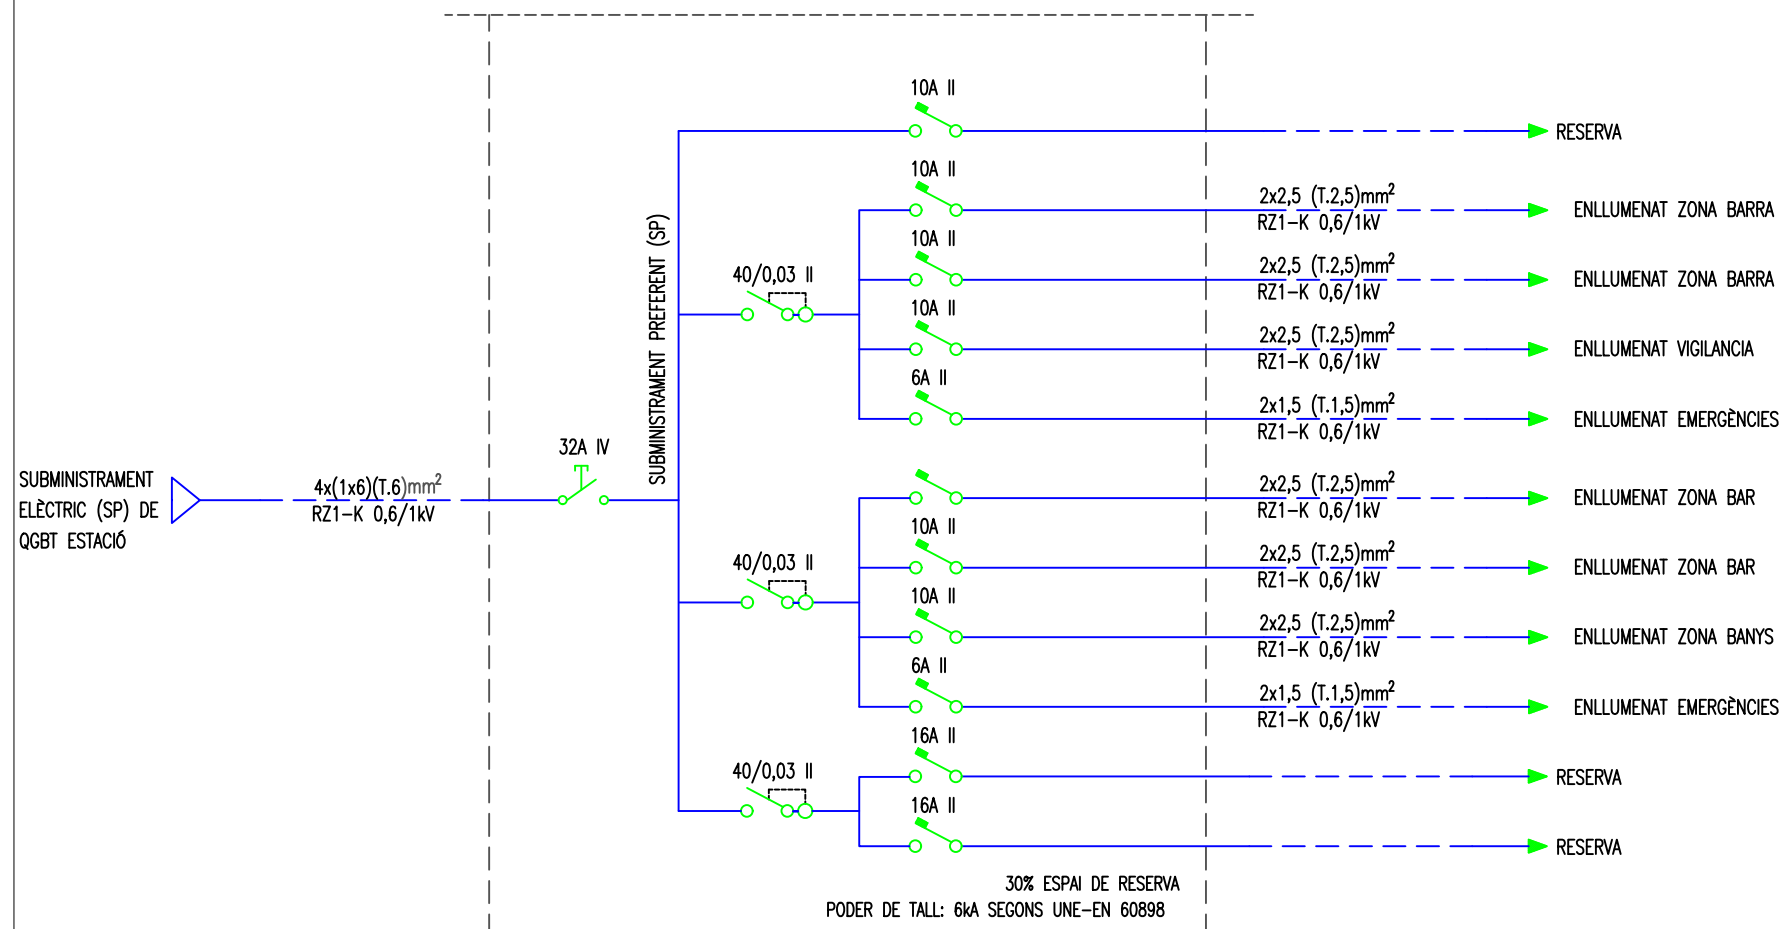 10A II
RESERVA
10A II
2x2,5 (T.2,5)mm²
RZ1-K 0,6/1kV
ENLLUMENAT ZONA BARRA
10A II
2x2,5 (T.2,5)mm²
RZ1-K 0,6/1kV
ENLLUMENAT ZONA BARRA
SUBMINISTRAMENT PREFERENT (SP)
40/0,03 II
10A II
2x2,5 (T.2,5)mm²
RZ1-K 0,6/1kV
ENLLUMENAT VIGILANCIA
6A II
2x1,5 (T.1,5)mm²
RZ1-K 0,6/1kV
ENLLUMENAT EMERGÈNCIES
32A IV
SUBMINISTRAMENT
ELÈCTRIC (SP) DE
QGBT ESTACIÓ
4x(1x6)(T.6)mm²
RZ1-K 0,6/1kV
2x2,5 (T.2,5)mm²
RZ1-K 0,6/1kV
ENLLUMENAT ZONA BAR
10A II
2x2,5 (T.2,5)mm²
RZ1-K 0,6/1kV
ENLLUMENAT ZONA BAR
40/0,03 II
10A II
2x2,5 (T.2,5)mm²
RZ1-K 0,6/1kV
ENLLUMENAT ZONA BANYS
6A II
2x1,5 (T.1,5)mm²
RZ1-K 0,6/1kV
ENLLUMENAT EMERGÈNCIES
16A II
RESERVA
40/0,03 II
16A II
RESERVA
30% ESPAI DE RESERVA
PODER DE TALL: 6kA SEGONS UNE-EN 60898